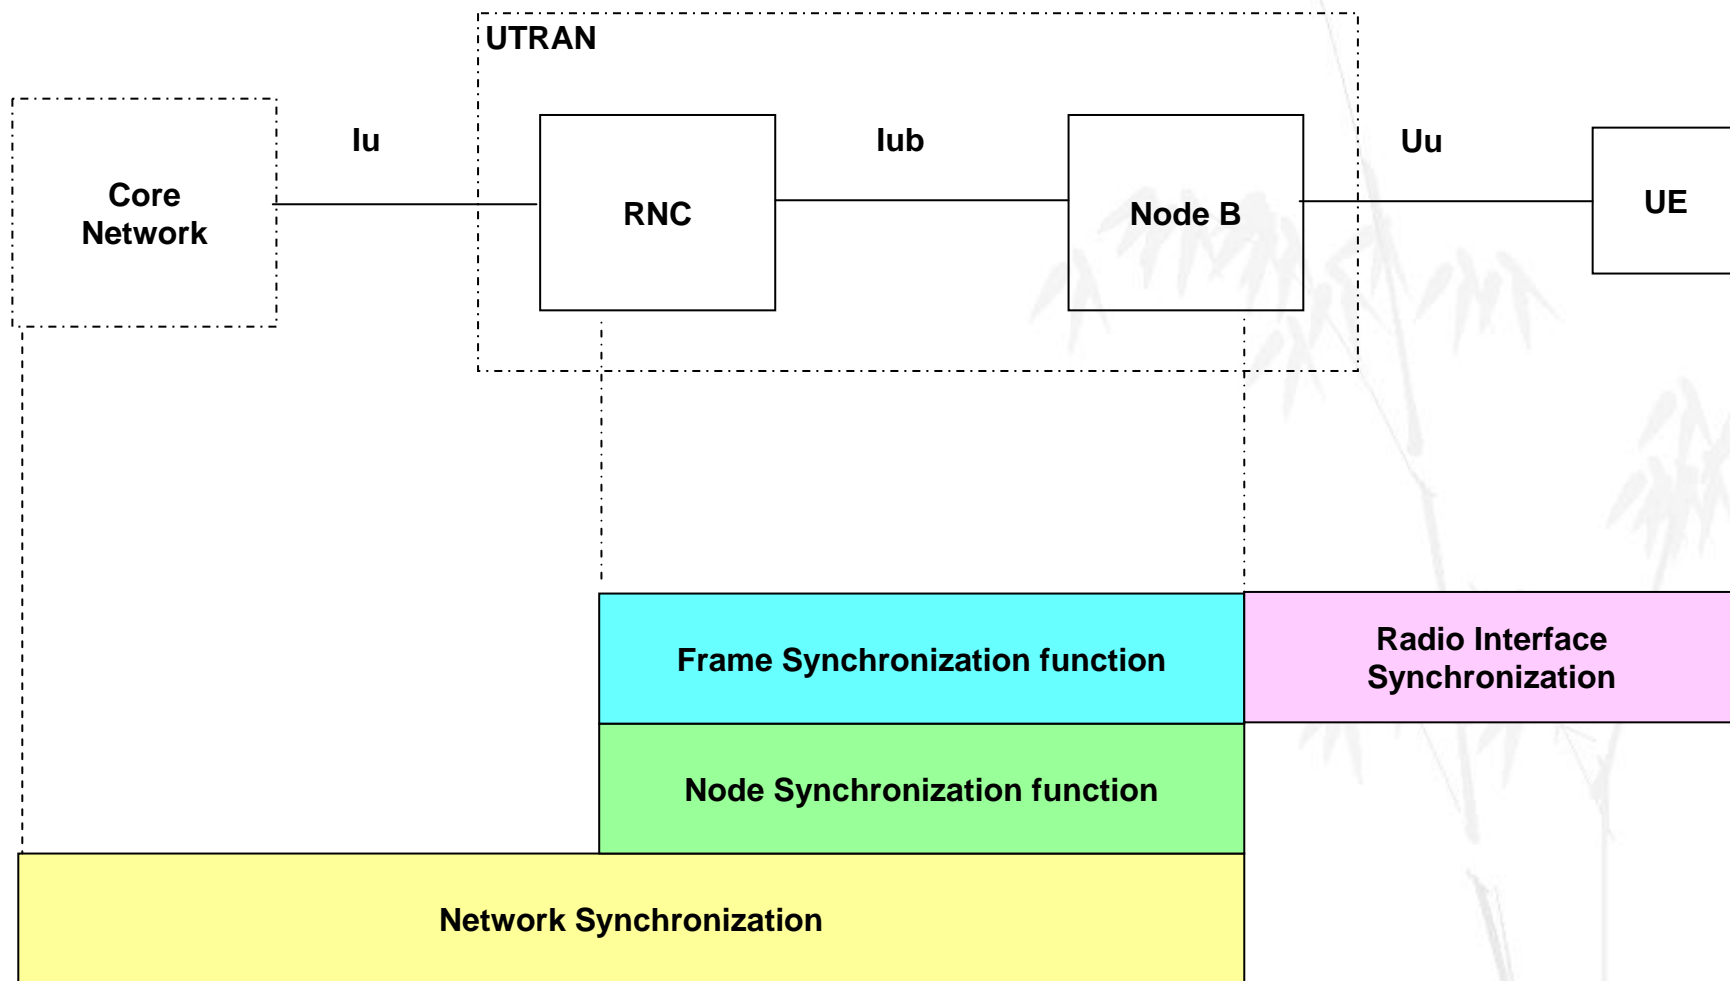 UTRAN
Iu
Iub
Uu
Core
Network
RNC
Node B
UE
Frame Synchronization function
Radio Interface
Synchronization
Node Synchronization function
Network Synchronization